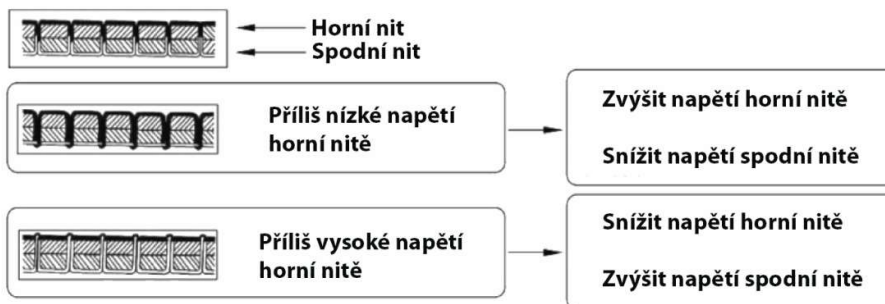 Horní nit
Spodní nit
Příliš nízké napětí
horní nitě
Zvýšit napětí horní nitě
Snížit napětí spodní nitě
Příliš vysoké napětí
horní nitě
Snížit napětí horní nitě
Zvýšit napětí spodní nitě